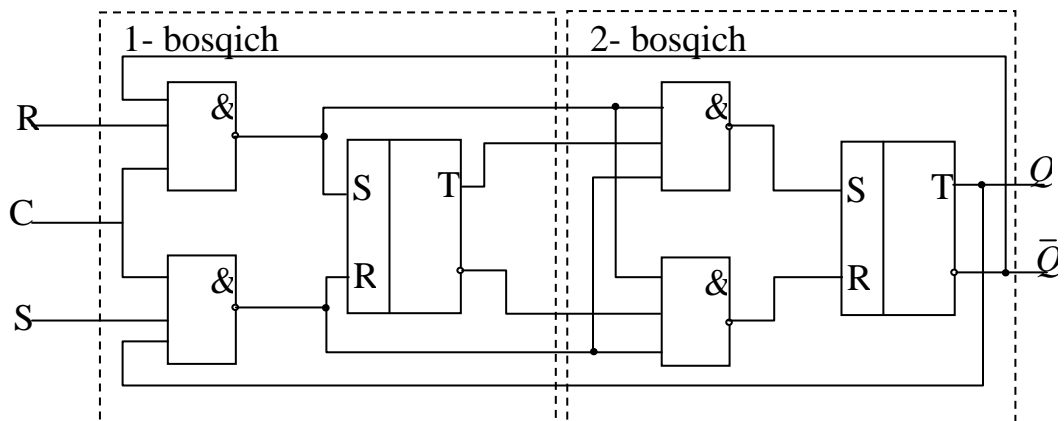 1- bosqich 2- bosqich
& &
R
S T
S T Q
C
& R & R Q̄
S